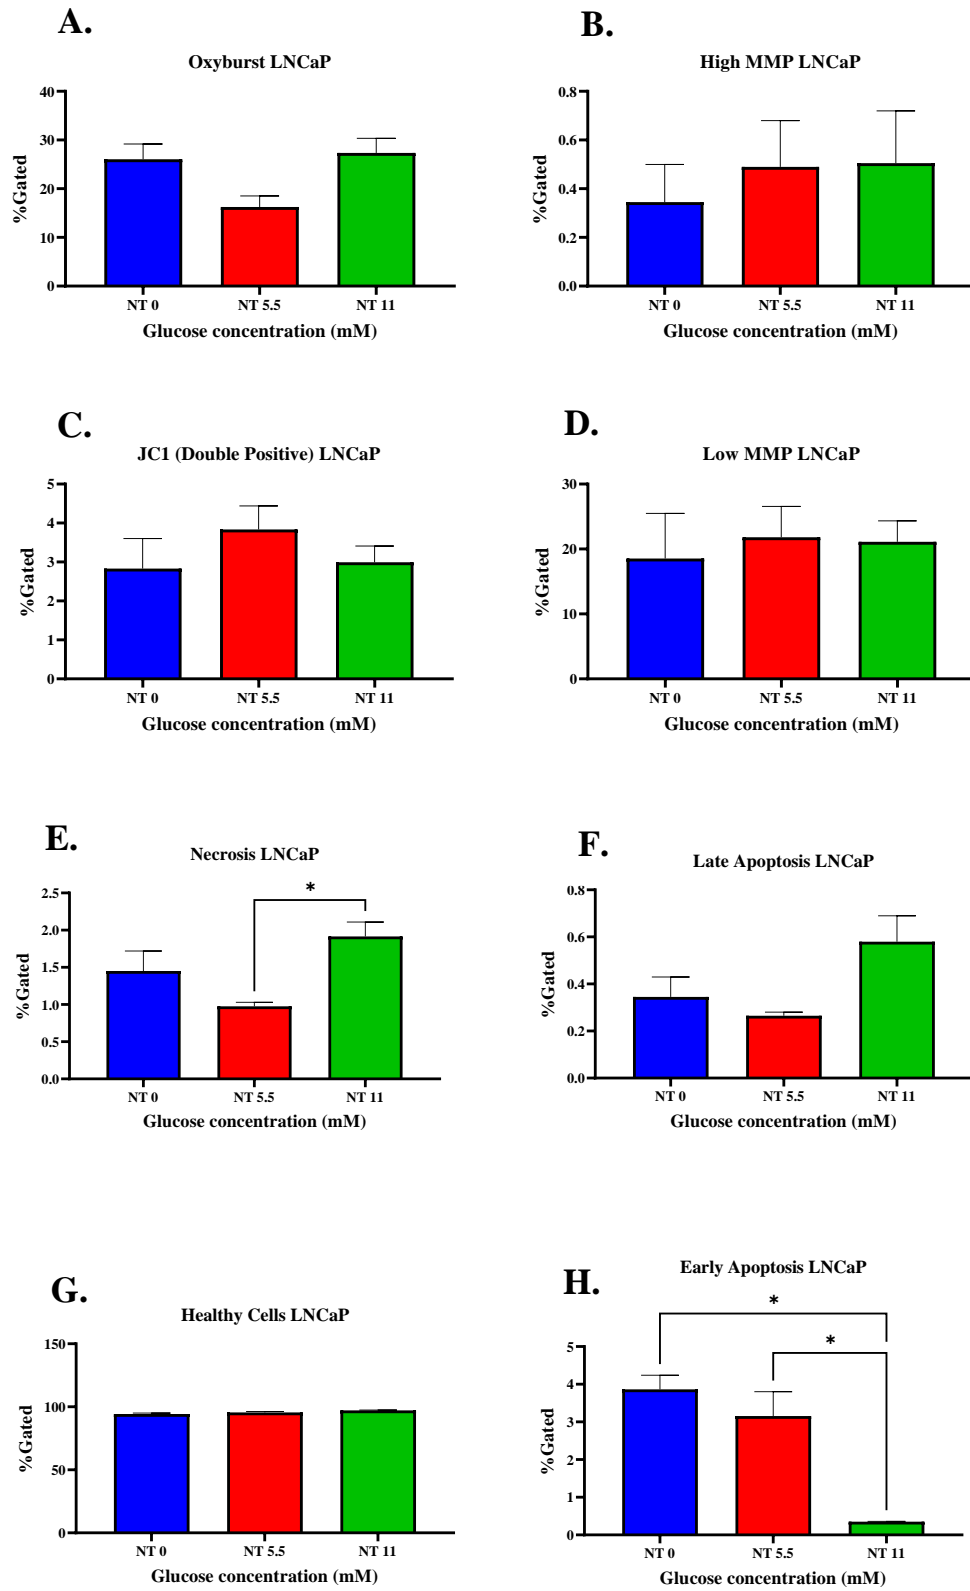 A.
Oxyburst LNCaP
40
30
20
10
0
%Gated
NT 0 NT 5.5 NT 11
Glucose concentration (mM)
B.
High MMP LNCaP
0.8
0.6
0.4
0.2
0.0
%Gated
NT 0 NT 5.5 NT 11
Glucose concentration (mM)
C.
JC1 (Double Positive) LNCaP
5
4
3
2
1
0
%Gated
NT 0 NT 5.5 NT 11
Glucose concentration (mM)
D.
Low MMP LNCaP
30
20
10
0
%Gated
NT 0 NT 5.5 NT 11
Glucose concentration (mM)
E.
Necrosis LNCaP
*
2.5
2.0
1.5
1.0
0.5
0.0
%Gated
NT 0 NT 5.5 NT 11
Glucose concentration (mM)
F.
Late Apoptosis LNCaP
0.8
0.6
0.4
0.2
0.0
%Gated
NT 0 NT 5.5 NT 11
Glucose concentration (mM)
G.
Healthy Cells LNCaP
150
100
50
0
%Gated
NT 0 NT 5.5 NT 11
Glucose concentration (mM)
H.
Early Apoptosis LNCaP
*
*
5
4
3
2
1
0
%Gated
NT 0 NT 5.5 NT 11
Glucose concentration (mM)